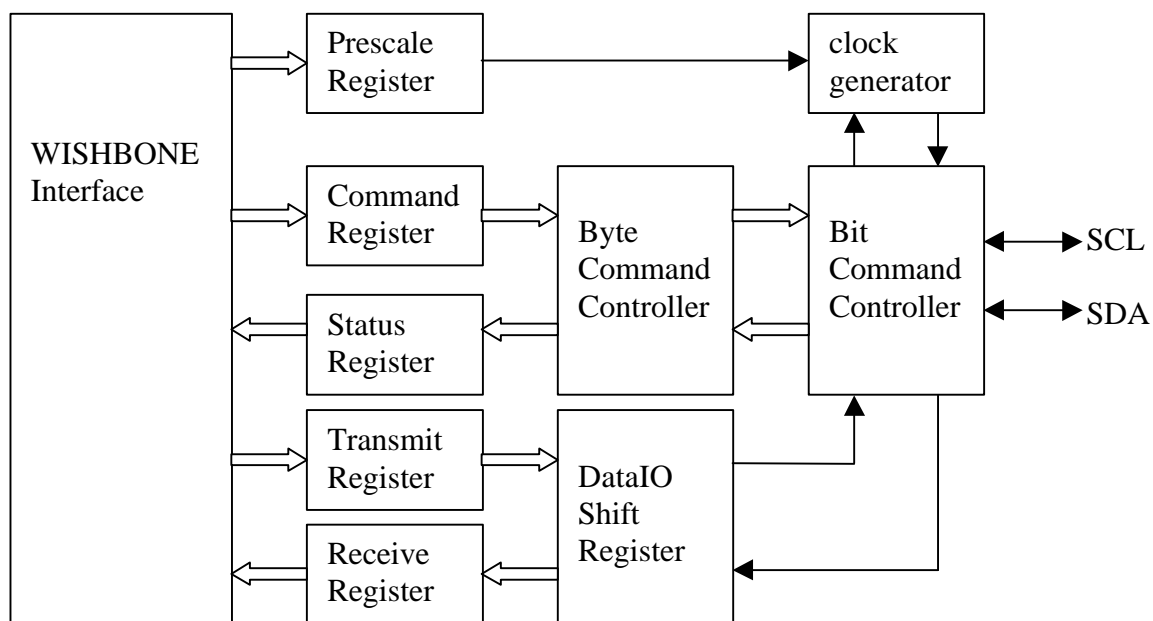 Prescale
Register
clock
generator
WISHBONE
Interface
Command
Register
Byte
Command
Controller
Bit
Command
Controller
SCL
SDA
Status
Register
Transmit
Register
DataIO
Shift
Register
Receive
Register